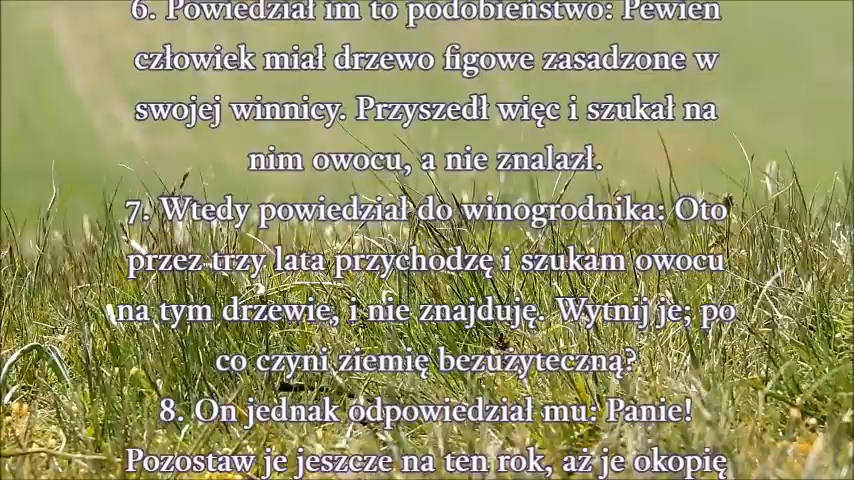 6. Powiedział im to podobieństwo: Pewien
człowiek miał drzewo figowe zasadzone w
swojej winnicy. Przyszedł więc i szukał na
nim owocu, a nie znalazł.
7. Wtedy powiedział do winogrodnika: Oto
przez trzy lata przychodzę i szukam owocu
na tym drzewie, i nie znajduję. Wytnij je; po
co czyni ziemię bezużyteczną?
8. On jednak odpowiedział mu: Panie!
Pozostaw je jeszcze na ten rok, aż je okopię